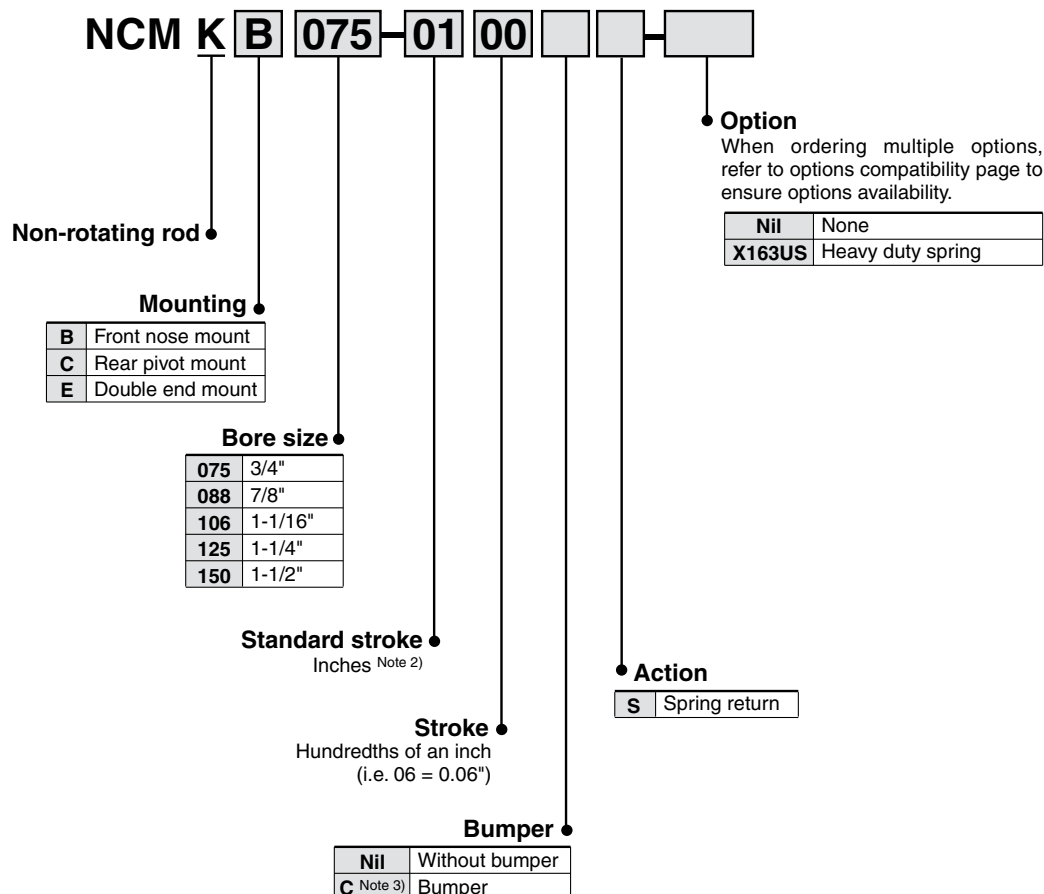 NCM K B 075-01 00 -
Option
When ordering multiple options,
refer to options compatibility page to
ensure options availability.
Nil None
X163US Heavy duty spring
Non-rotating rod
Mounting
B Front nose mount
C Rear pivot mount
E Double end mount
Bore size
075 3/4"
088 7/8"
106 1-1/16"
125 1-1/4"
150 1-1/2"
Standard stroke
Inches Note 2)
Action
S Spring return
Stroke
Hundredths of an inch
(i.e. 06 = 0.06")
Bumper
Nil Without bumper
C Note 3) Bumper